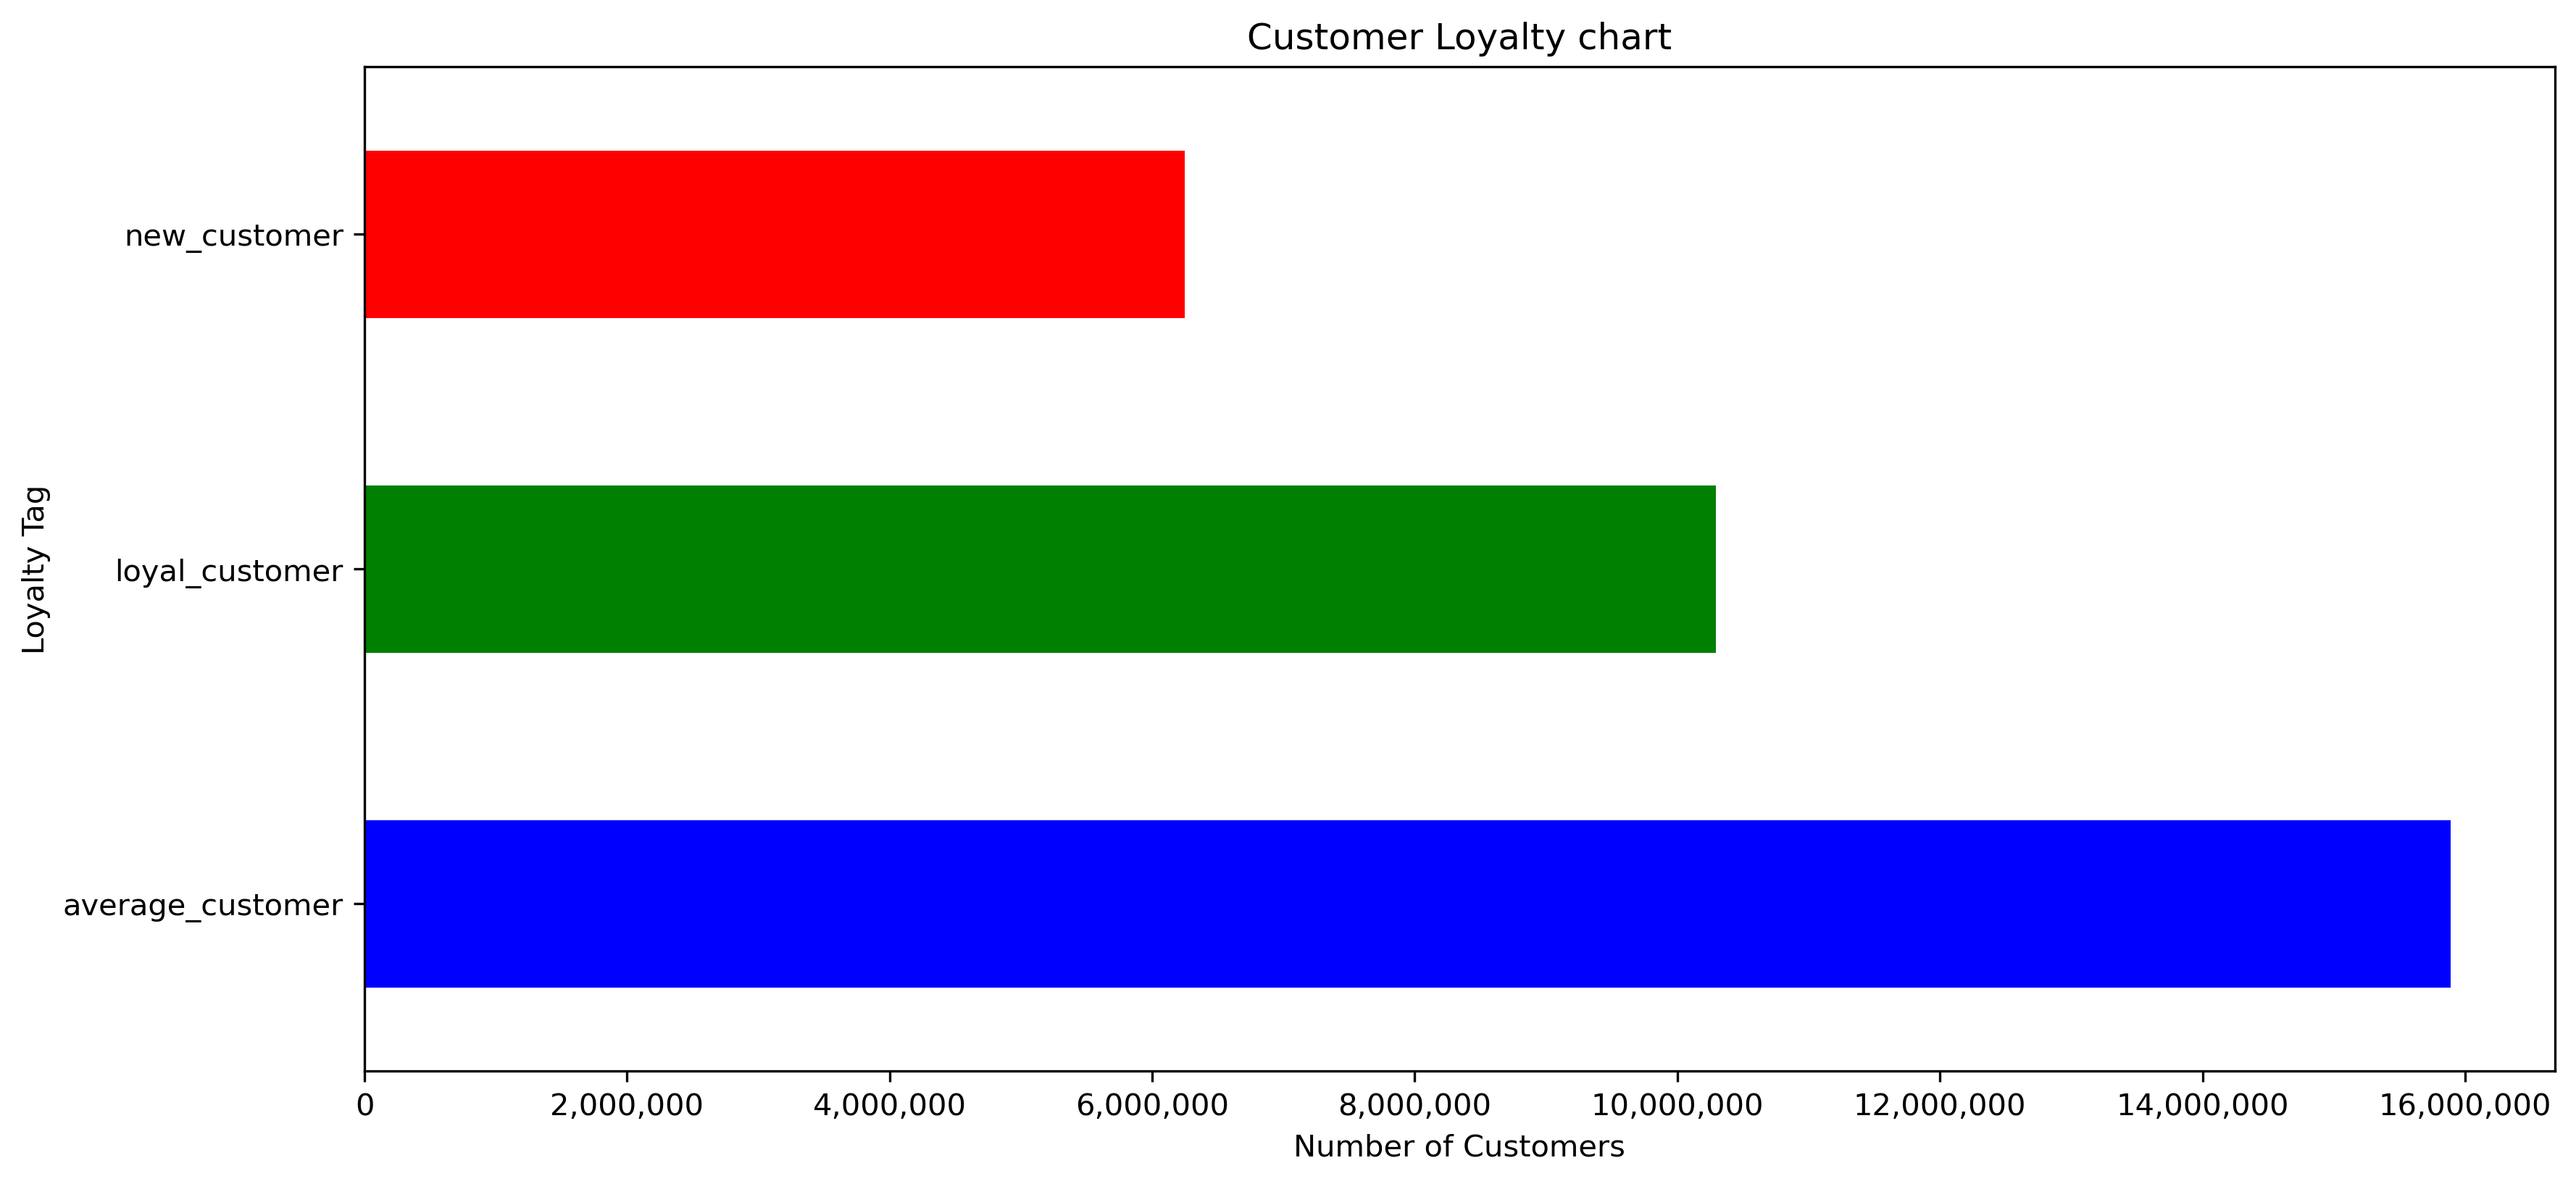 Customer Loyalty chart
new_customer
loyal_customer
average_customer
Loyalty Tag
0 2,000,000 4,000,000 6,000,000 8,000,000 10,000,000 12,000,000 14,000,000 16,000,000
Number of Customers